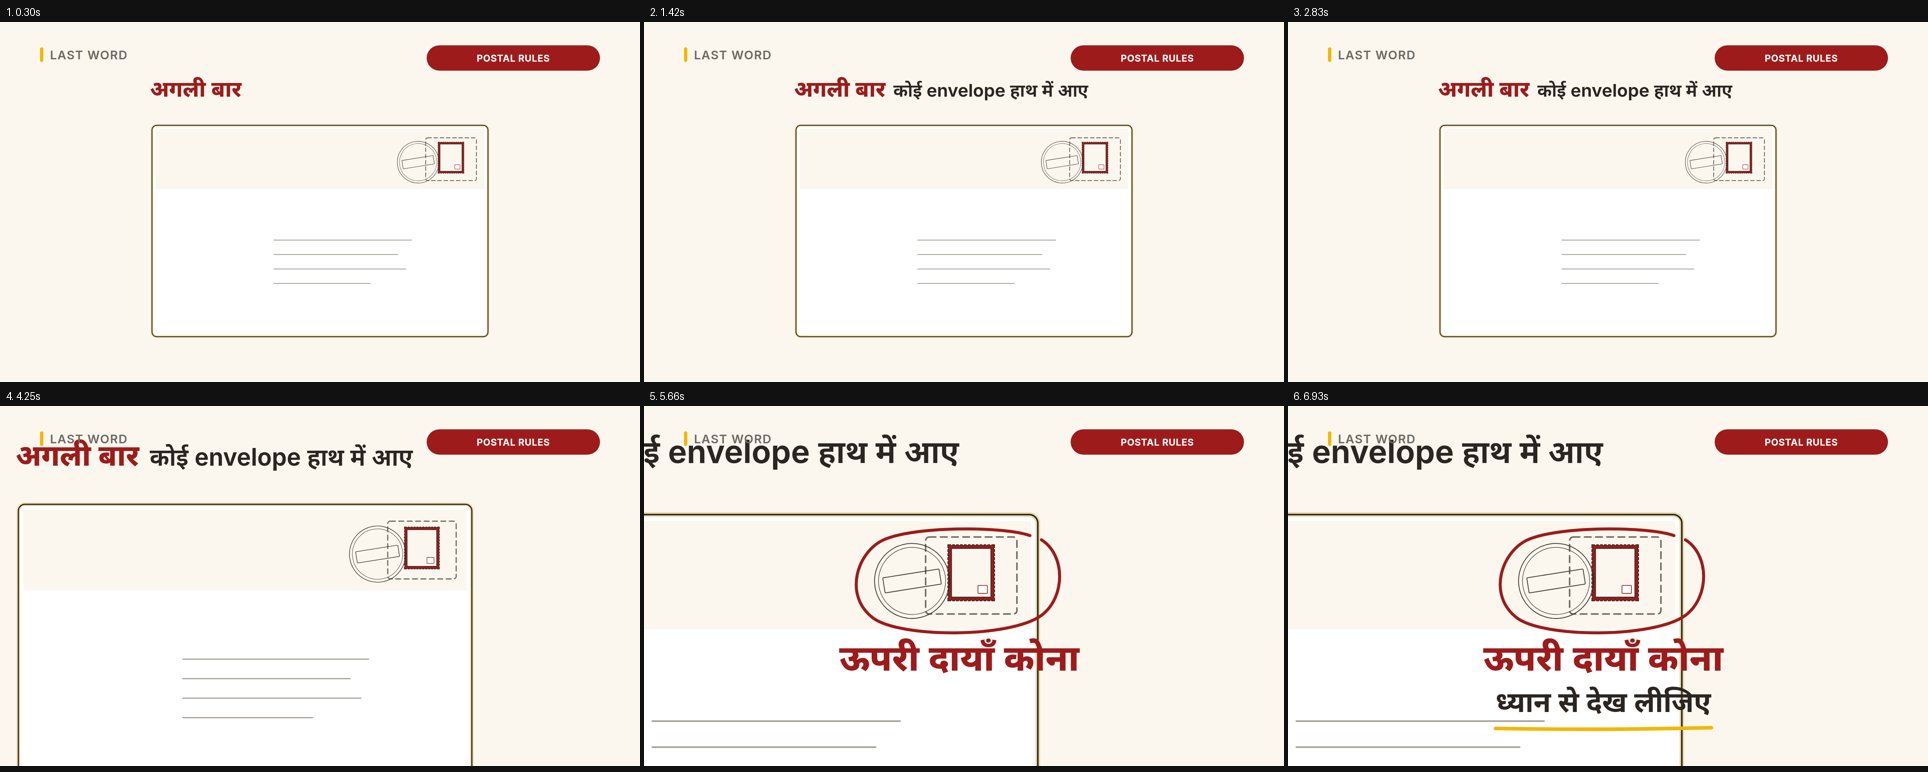 1. 0.30s
LAST WORD
POSTAL RULES
अगली बार
2. 1.42s
LAST WORD
POSTAL RULES
अगली बार कोई envelope हाथ में आए
3. 2.83s
LAST WORD
POSTAL RULES
अगली बार कोई envelope हाथ में आए
4. 4.25s
LAST WORD
POSTAL RULES
अगली बार कोई envelope हाथ में आए
5. 5.66s
LAST WORD
POSTAL RULES
ई envelope हाथ में आए
ऊपरी दायाँ कोना
6. 6.93s
LAST WORD
POSTAL RULES
ई envelope हाथ में आए
ऊपरी दायाँ कोना
ध्यान से देख लीजिए